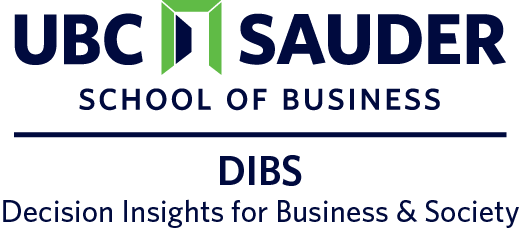 UBC SAUDER
SCHOOL OF BUSINESS
DIBS
Decision Insights for Business & Society